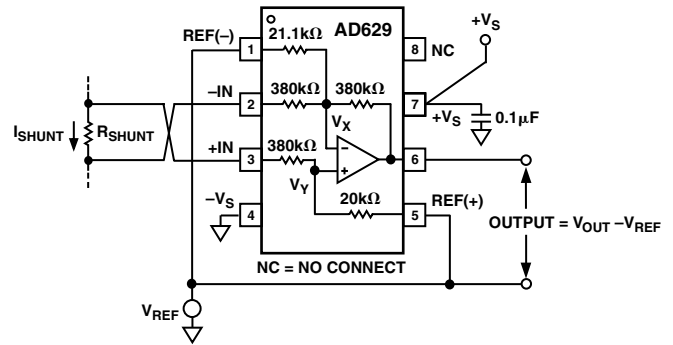 REF(–)
21.1kΩ
AD629
+VS
1
8
NC
–IN
380kΩ
380kΩ
2
7
+VS
0.1µF
ISHUNT
RSHUNT
VX
+IN
380kΩ
3
–
+
6
VY
–VS
20kΩ
REF(+)
4
5
OUTPUT = VOUT –VREF
NC = NO CONNECT
VREF